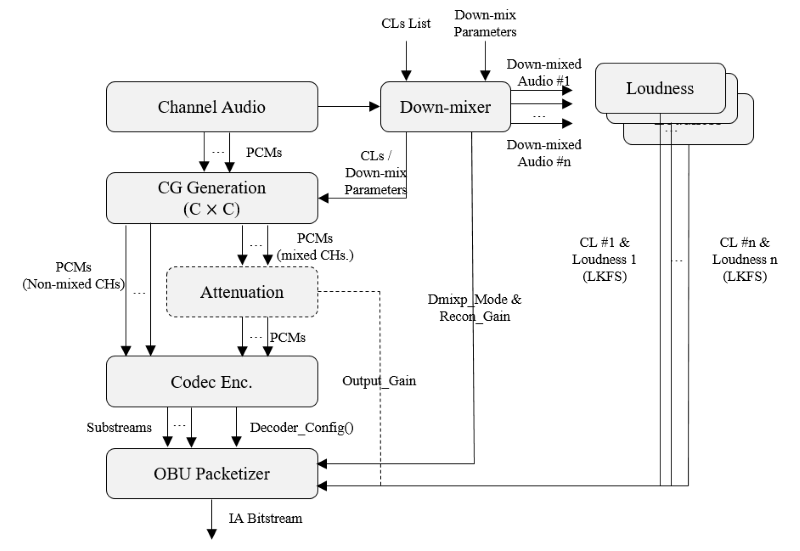 CLs List
Down-mix
Parameters
Channel Audio
Down-mixer
Down-mixed
Audio #1
...
Down-mixed
Audio #n
Loudness
...
...
PCMs
CLs /
Down-mix
Parameters
CG Generation
(C × C)
PCMs
(Non-mixed CHs)
...
...
PCMs
(mixed CHs.)
Attenuation
... PCMs
Dmixp_Mode &
Recon_Gain
CL #1 &
Loudness 1
(LKFS)
...
CL #n &
Loudness n
(LKFS)
Codec Enc.
Output_Gain
Substreams
...
Decoder_Config()
OBU Packetizer
IA Bitstream